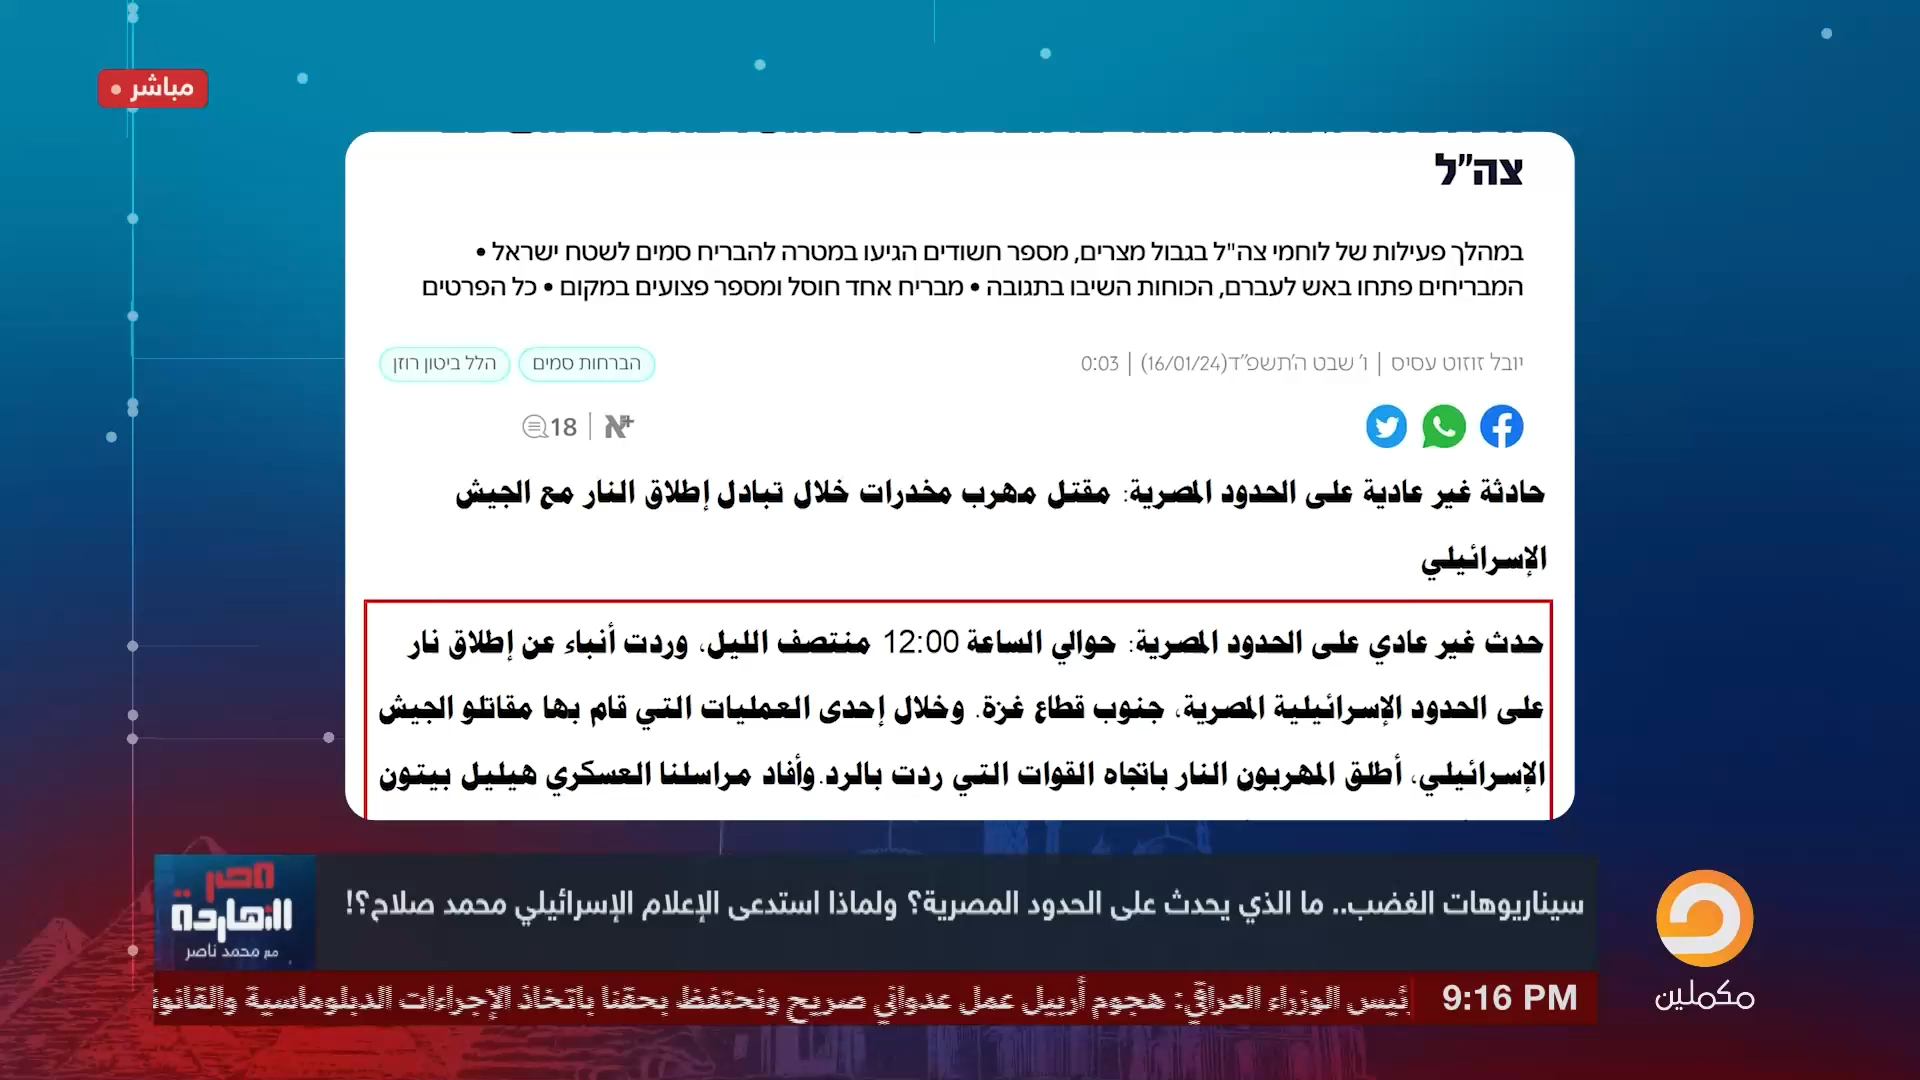 مباشر
צה"ל
במהלך פעילות של לוחמי צה"ל בגבול מצרים, מספר חשודים הגיעו במטרה להבריח סמים לשטח ישראל •
המבריחים פתחו באש לעברם, הכוחות השיבו בתגובה • מבריח אחד חוסל ומספר פצועים במקום • כל הפרטים
יובל זוזוט עסיס | ו' שבט ה'תשפ"ד(16/01/24) | 0:03
הברחות סמים
הלל ביטון רוזן
א+ | 18
حادثة غير عادية على الحدود المصرية: مقتل مهرب مخدرات خلال تبادل إطلاق النار مع الجيش
الإسرائيلي
حدث غير عادي على الحدود المصرية: حوالي الساعة 12:00 منتصف الليل، وردت أنباء عن إطلاق نار
على الحدود الإسرائيلية المصرية، جنوب قطاع غزة. وخلال إحدى العمليات التي قام بها مقاتلو الجيش
الإسرائيلي، أطلق المهربون النار باتجاه القوات التي ردت بالرد.وأفاد مراسلنا العسكري هيليل بيتون
سيناريوهات الغضب.. ما الذي يحدث على الحدود المصرية؟ ولماذا استدعى الإعلام الإسرائيلي محمد صلاح؟!
مصر
النهاردة
مع محمد ناصر
9:16 PM
رئيس الوزراء العراقي: هجوم أربيل عمل عدواني صريح ونحتفظ بحقنا باتخاذ الإجراءات الدبلوماسية
مكملين